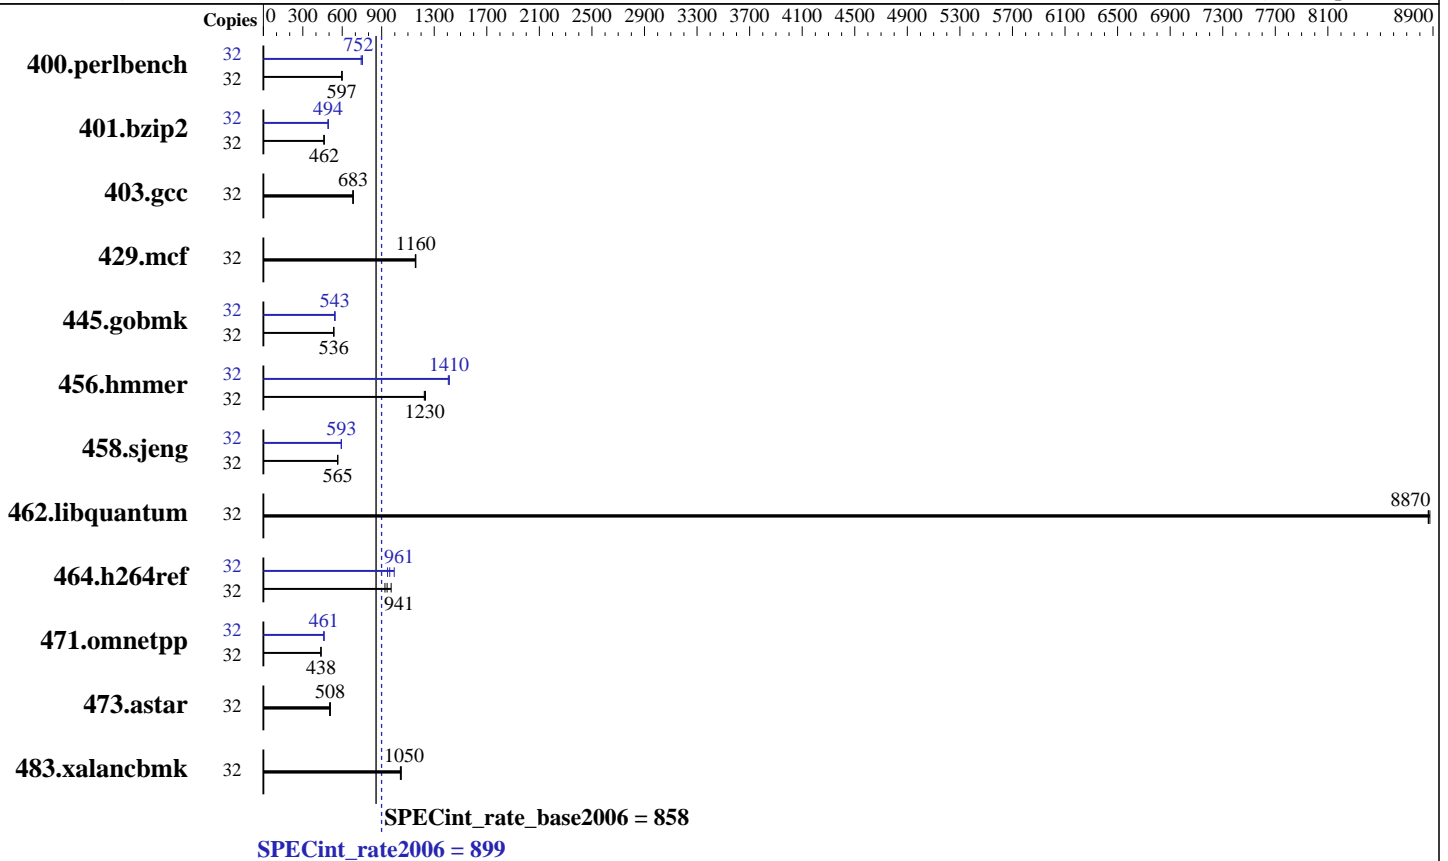 Copies 0 300 600 900 1300 1700 2100 2500 2900 3300 3700 4100 4500 4900 5300 5700 6100 6500 6900 7300 7700 8100 8900
400.perlbench 32 752
32 597
401.bzip2 32 494
32 462
403.gcc 32 683
429.mcf 32 1160
445.gobmk 32 543
32 536
456.hmmer 32 1410
32 1230
458.sjeng 32 593
32 565
462.libquantum 32 8870
464.h264ref 32 961
32 941
471.omnetpp 32 461
32 438
473.astar 32 508
483.xalancbmk 32 1050
SPECint_rate_base2006 = 858
SPECint_rate2006 = 899